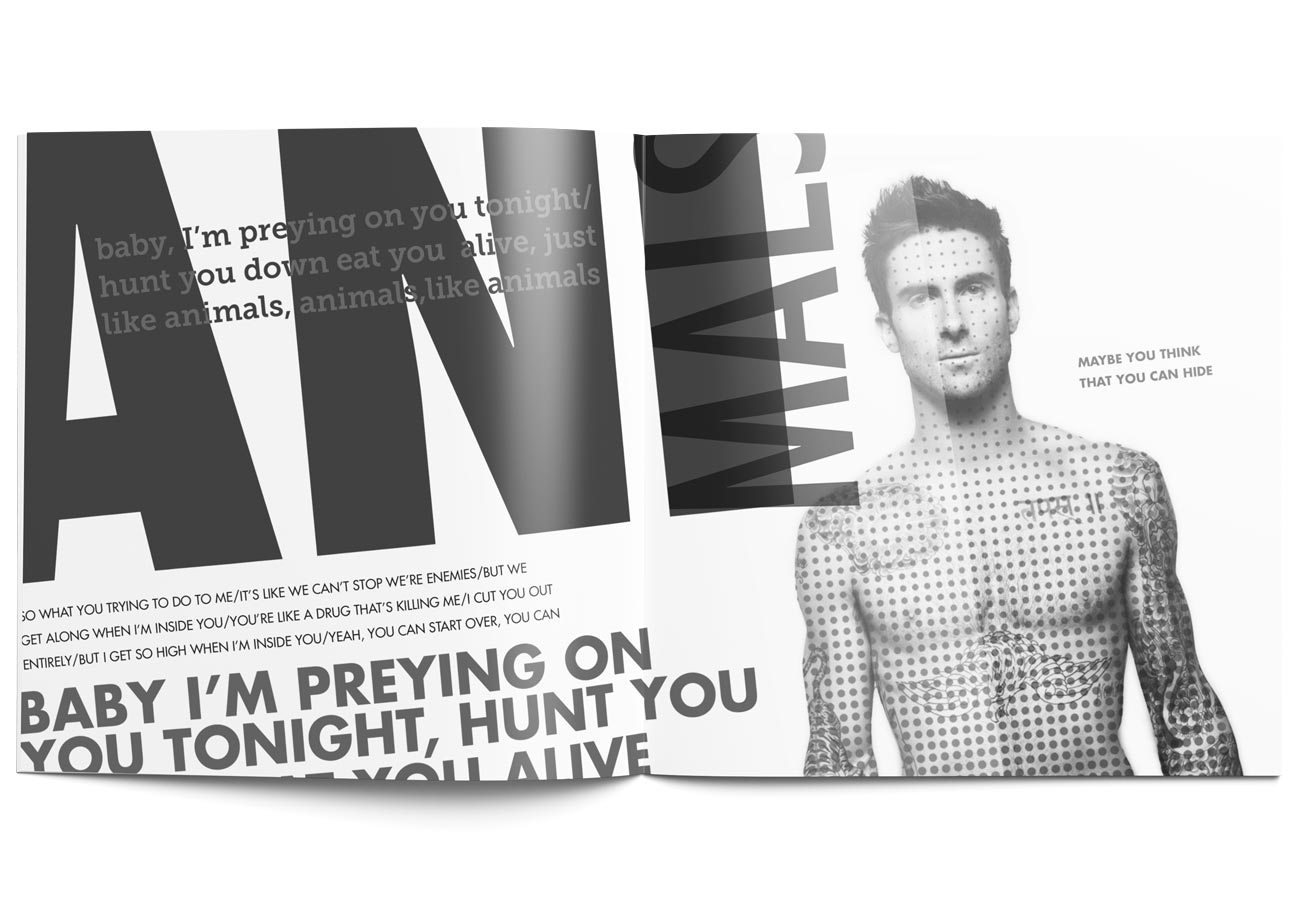 AN
baby, I'm preying on you tonight/
hunt you down eat you alive, just
like animals, animals,like animals
SO WHAT YOU TRYING TO DO TO ME/IT'S LIKE WE CAN'T STOP WE'RE ENEMIES/BUT WE
GET ALONG WHEN I'M INSIDE YOU/YOU'RE LIKE A DRUG THAT'S KILLING ME/I CUT YOU OUT
ENTIRELY/BUT I GET SO HIGH WHEN I'M INSIDE YOU/YEAH, YOU CAN START OVER, YOU CAN
BABY I'M PREYING ON
YOU TONIGHT, HUNT YOU
YOU ALIVE
MALS
MAYBE YOU THINK
THAT YOU CAN HIDE